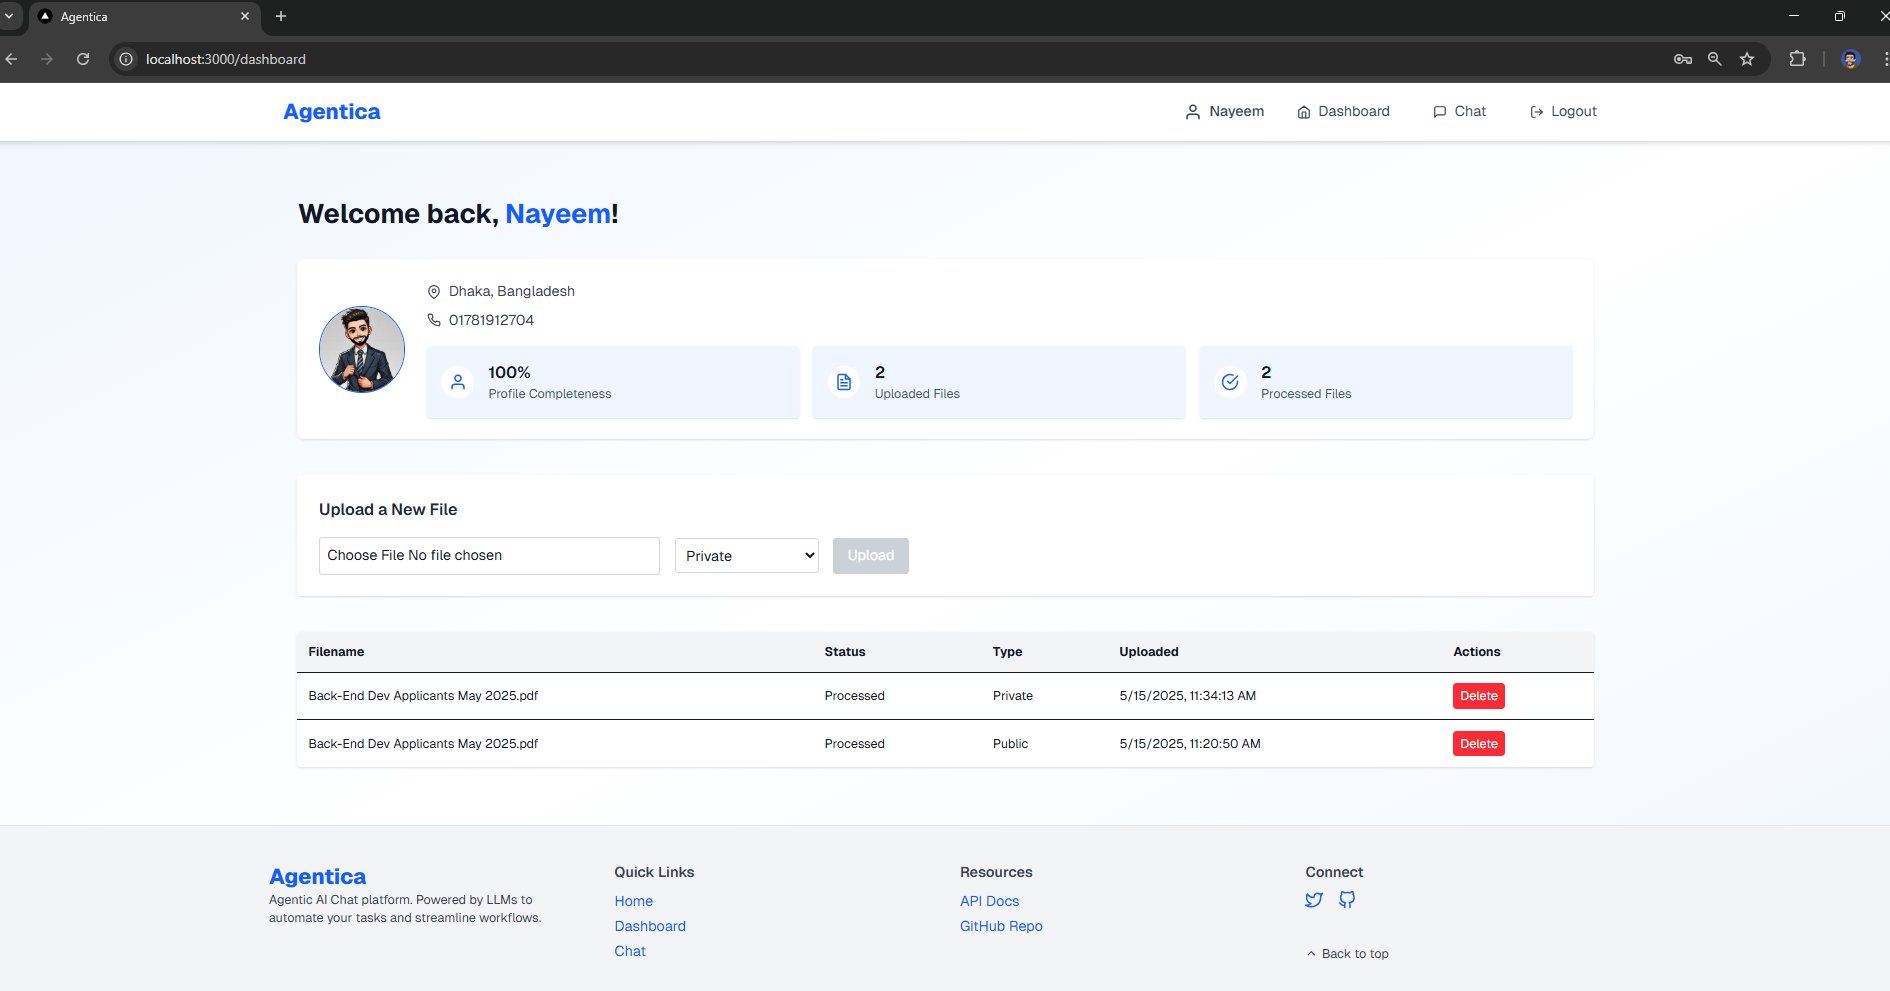 Agentica
localhost:3000/dashboard
Agentica
Nayeem Dashboard Chat Logout
Welcome back, Nayeem!
Dhaka, Bangladesh
01781912704
100%
Profile Completeness
2
Uploaded Files
2
Processed Files
Upload a New File
Choose File No file chosen Private Upload
Filename Status Type Uploaded Actions
Back-End Dev Applicants May 2025.pdf Processed Private 5/15/2025, 11:34:13 AM Delete
Back-End Dev Applicants May 2025.pdf Processed Public 5/15/2025, 11:20:50 AM Delete
Agentica
Agentic AI Chat platform. Powered by LLMs to
automate your tasks and streamline workflows.
Quick Links
Home
Dashboard
Chat
Resources
API Docs
GitHub Repo
Connect
Back to top